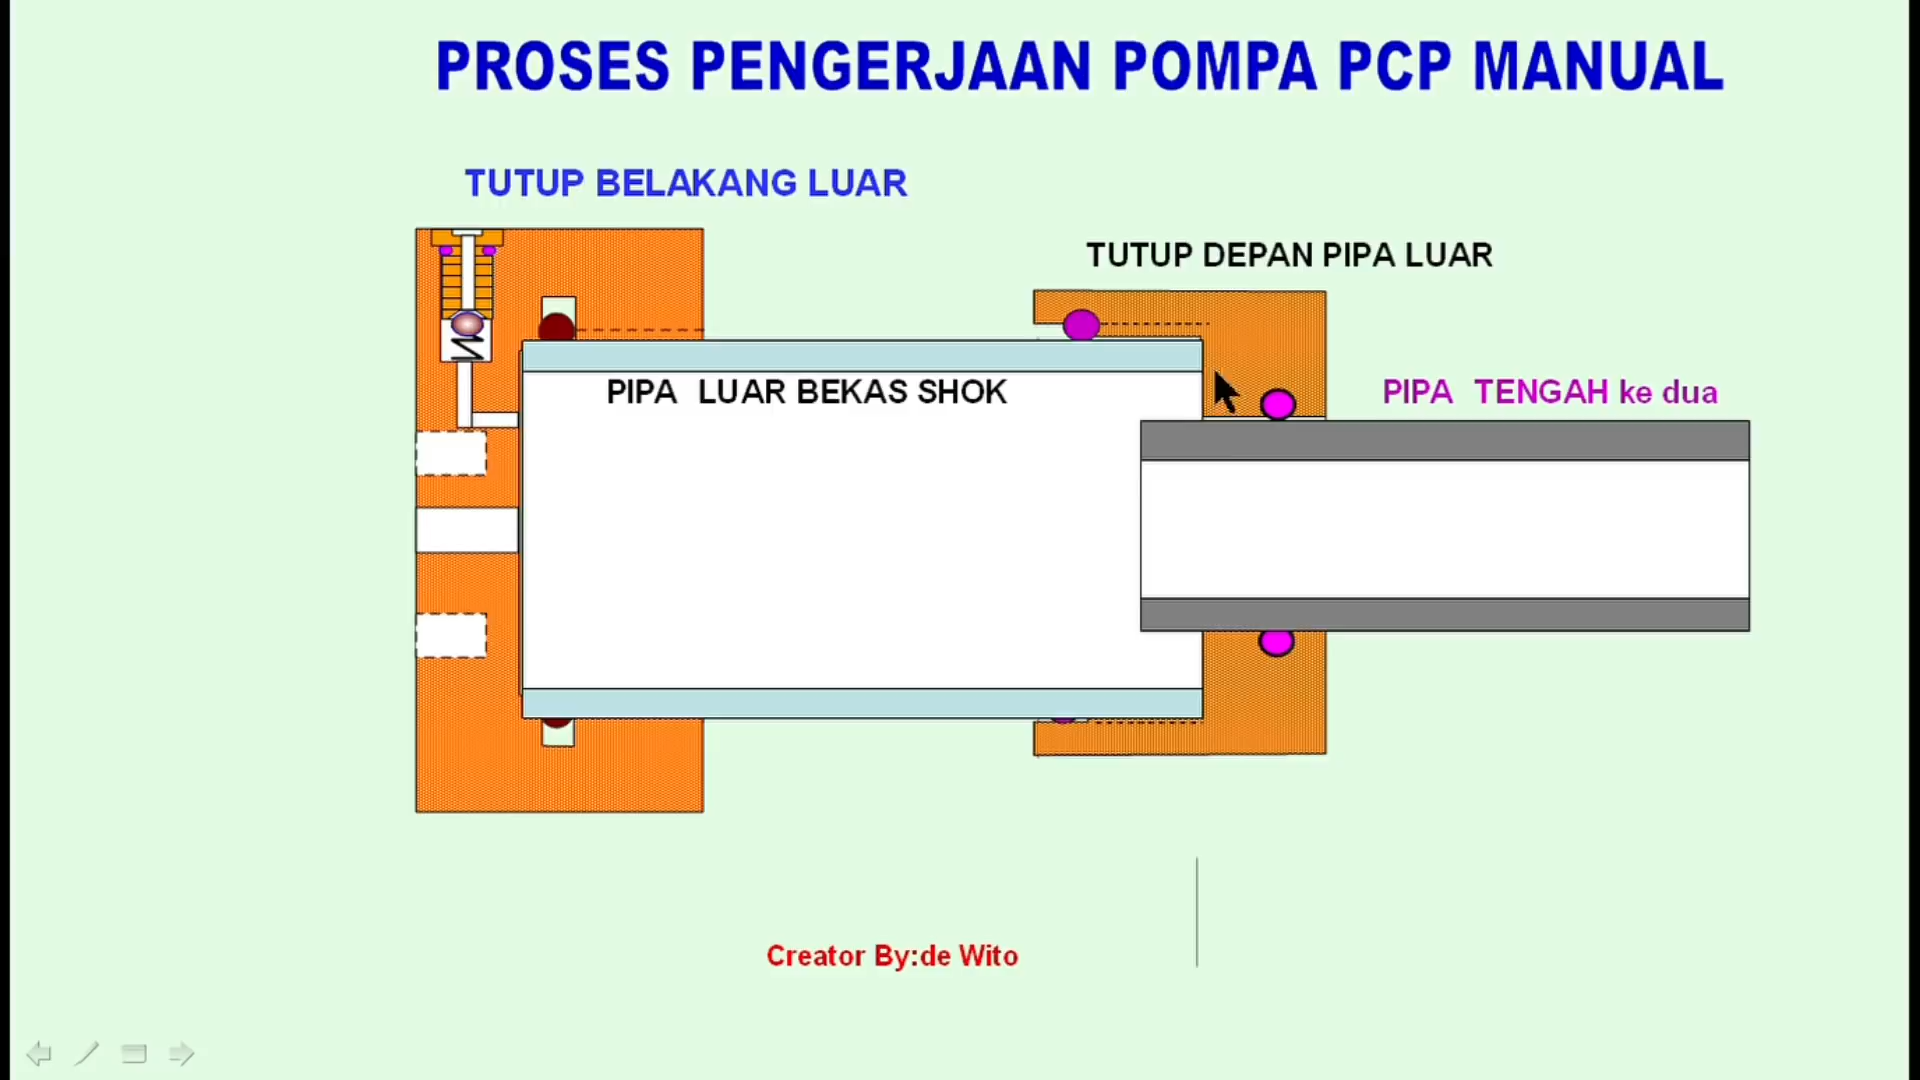 PROSES PENGERJAAN POMPA PCP MANUAL
TUTUP BELAKANG LUAR
TUTUP DEPAN PIPA LUAR
PIPA LUAR BEKAS SHOK
PIPA TENGAH ke dua
Creator By:de Wito